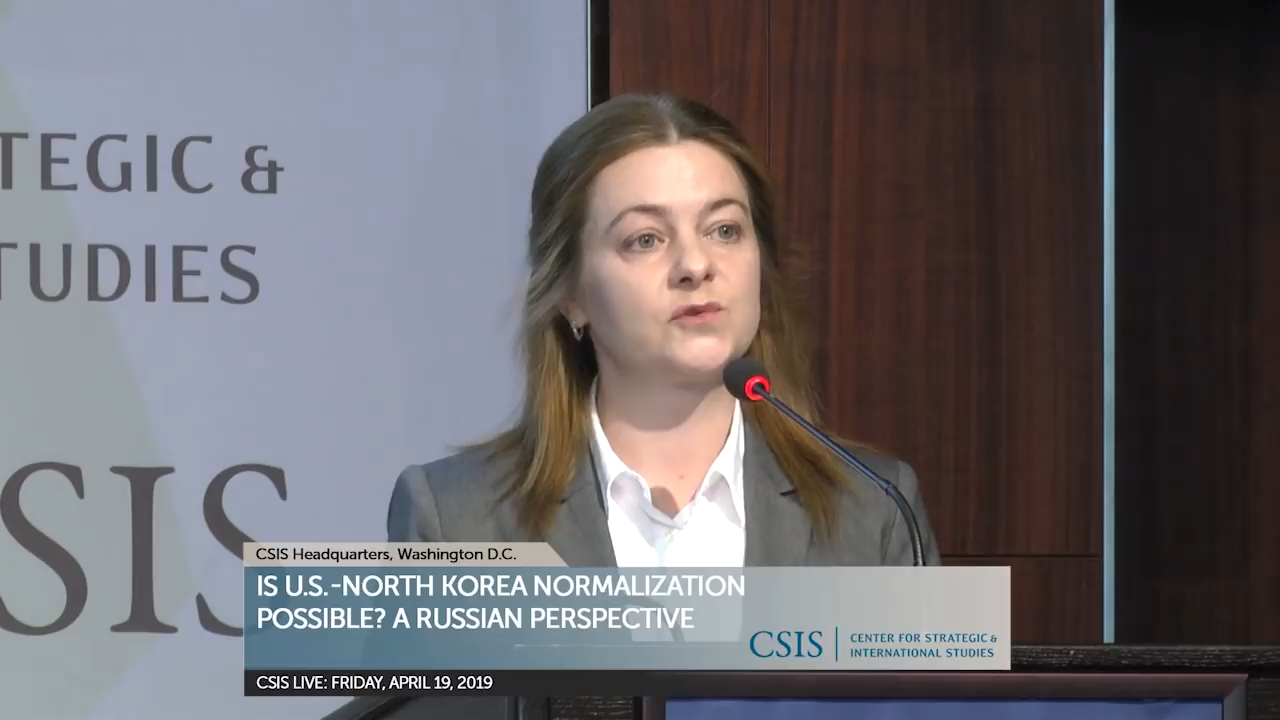 TEGIC &
TUDIES
SIS
CSIS Headquarters, Washington D.C.
IS U.S.-NORTH KOREA NORMALIZATION
POSSIBLE? A RUSSIAN PERSPECTIVE
CSIS
CENTER FOR STRATEGIC &
INTERNATIONAL STUDIES
CSIS LIVE: FRIDAY, APRIL 19, 2019